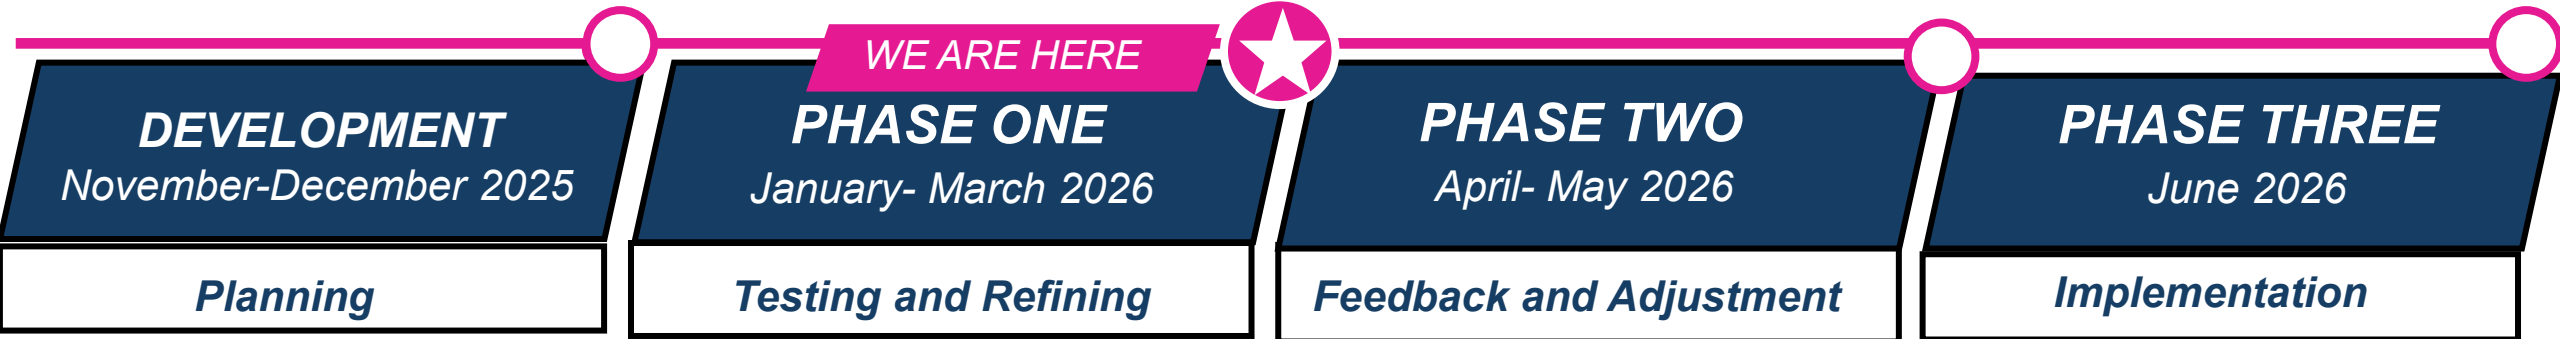 WE ARE HERE
DEVELOPMENT
November-December 2025
Planning
PHASE ONE
January- March 2026
Testing and Refining
PHASE TWO
April- May 2026
Feedback and Adjustment
PHASE THREE
June 2026
Implementation